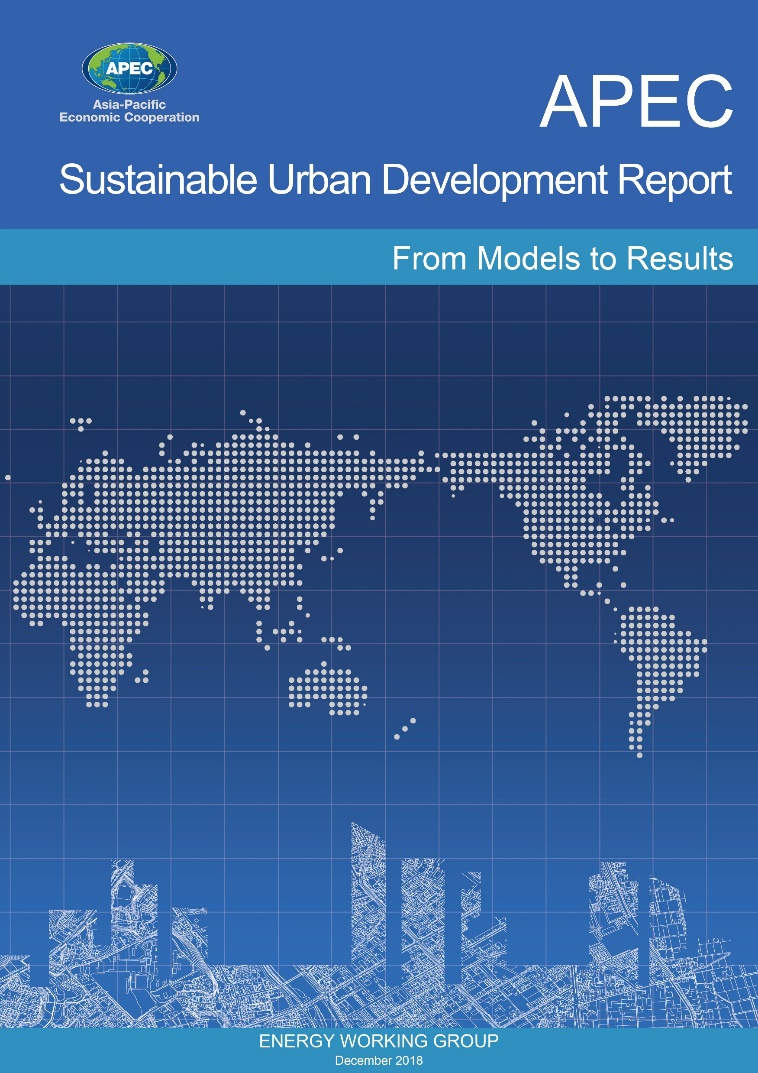 APEC
Asia-Pacific
Economic Cooperation
APEC
Sustainable Urban Development Report
From Models to Results
ENERGY WORKING GROUP
December 2018